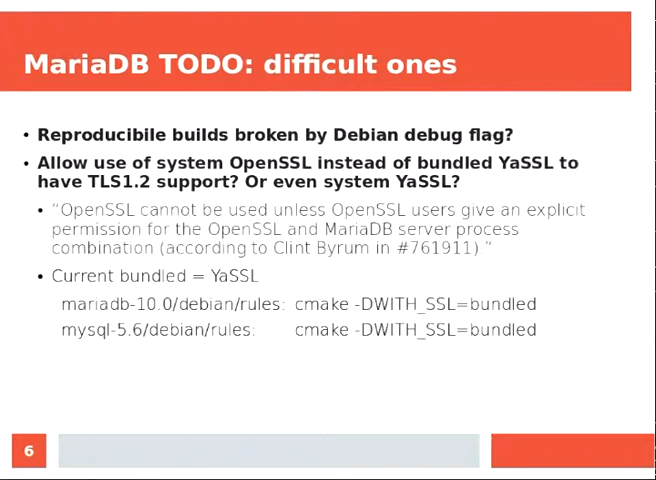 MariaDB TODO: difficult ones
• Reproducibile builds broken by Debian debug flag?
• Allow use of system OpenSSL instead of bundled YaSSL to
have TLS1.2 support? Or even system YaSSL?
• "OpenSSL cannot be used unless OpenSSL users give an explicit
permission for the OpenSSL and MariaDB server process
combination (according to Clint Byrum in #761911)."
• Current bundled = YaSSL
mariadb-10.0/debian/rules: cmake -DWITH_SSL=bundled
mysql-5.6/debian/rules: cmake -DWITH_SSL=bundled
6